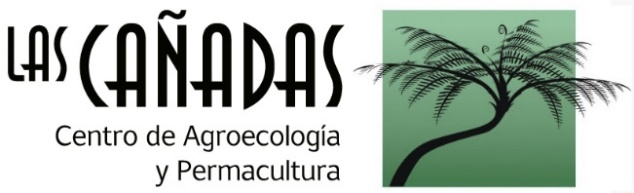 LAS CAÑADAS
Centro de Agroecología
y Permacultura